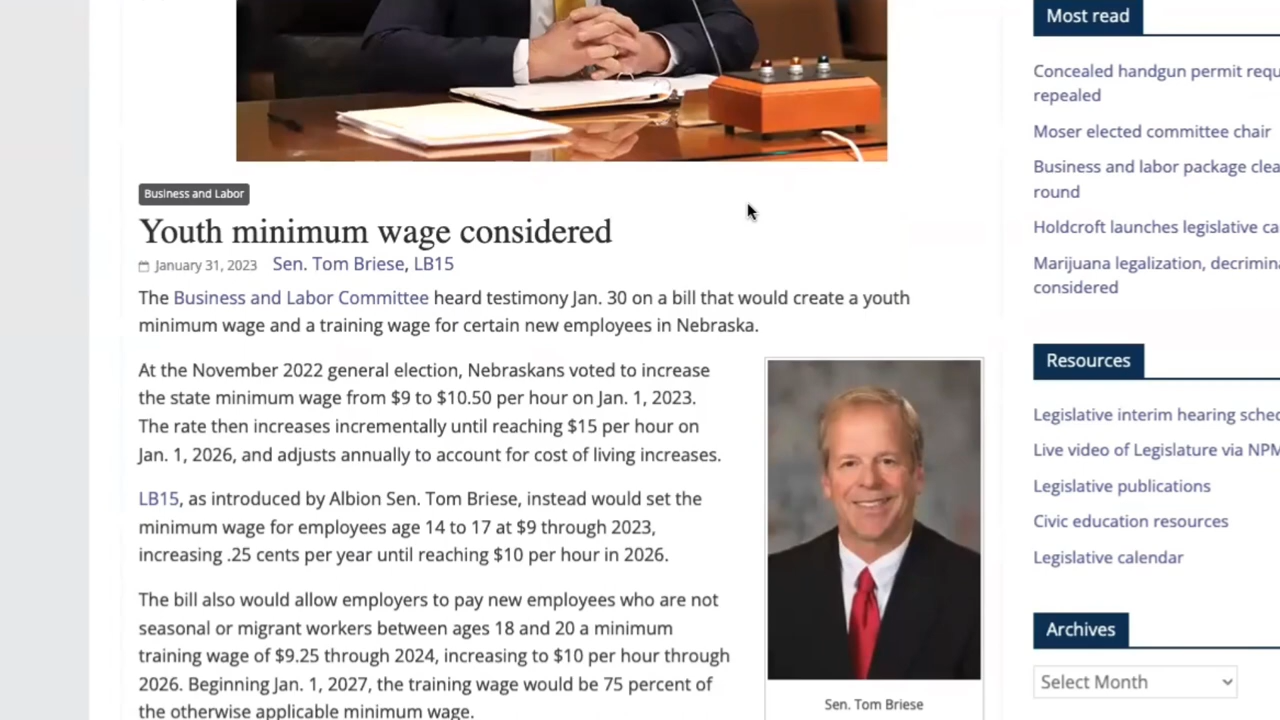 Business and Labor
Youth minimum wage considered
January 31, 2023 Sen. Tom Briese, LB15
The Business and Labor Committee heard testimony Jan. 30 on a bill that would create a youth
minimum wage and a training wage for certain new employees in Nebraska.
At the November 2022 general election, Nebraskans voted to increase
the state minimum wage from $9 to $10.50 per hour on Jan. 1, 2023.
The rate then increases incrementally until reaching $15 per hour on
Jan. 1, 2026, and adjusts annually to account for cost of living increases.
LB15, as introduced by Albion Sen. Tom Briese, instead would set the
minimum wage for employees age 14 to 17 at $9 through 2023,
increasing .25 cents per year until reaching $10 per hour in 2026.
The bill also would allow employers to pay new employees who are not
seasonal or migrant workers between ages 18 and 20 a minimum
training wage of $9.25 through 2024, increasing to $10 per hour through
2026. Beginning Jan. 1, 2027, the training wage would be 75 percent of
the otherwise applicable minimum wage.
Sen. Tom Briese
Most read
Concealed handgun permit requ
repealed
Moser elected committee chair
Business and labor package clea
round
Holdcroft launches legislative ca
Marijuana legalization, decrimina
considered
Resources
Legislative interim hearing sched
Live video of Legislature via NPM
Legislative publications
Civic education resources
Legislative calendar
Archives
Select Month